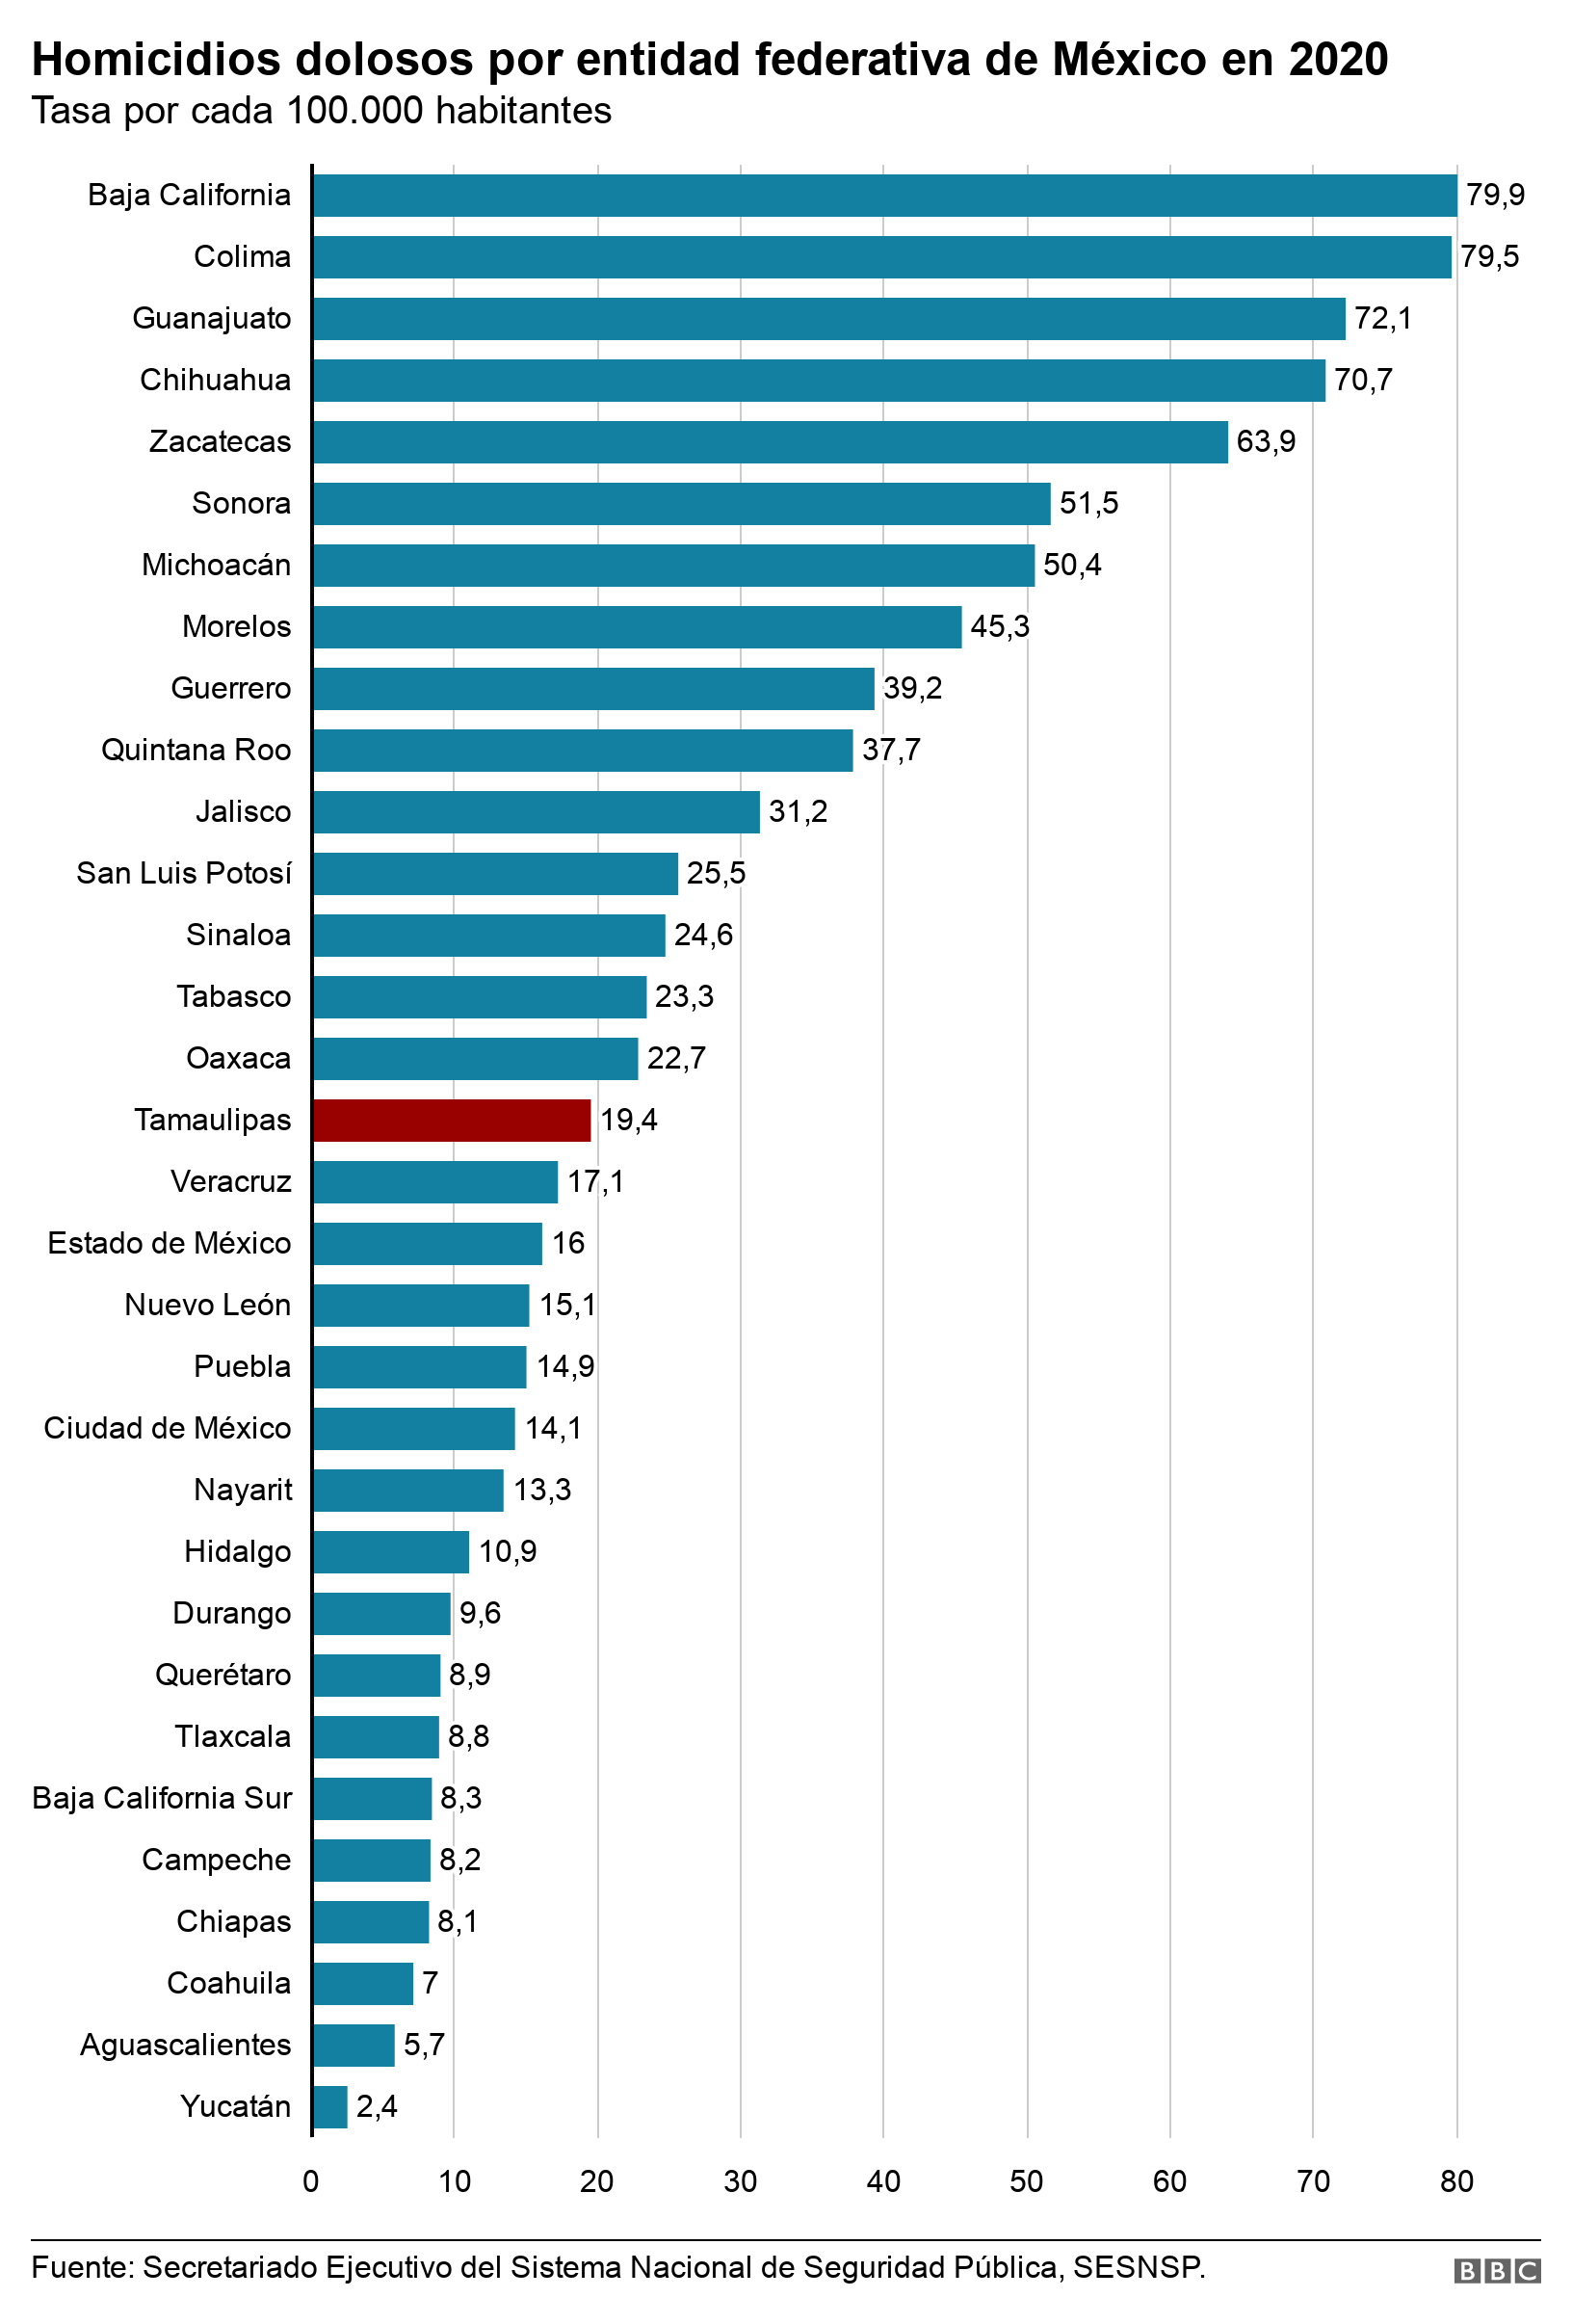 Homicidios dolosos por entidad federativa de México en 2020
Tasa por cada 100.000 habitantes
Baja California 79,9
Colima 79,5
Guanajuato 72,1
Chihuahua 70,7
Zacatecas 63,9
Sonora 51,5
Michoacán 50,4
Morelos 45,3
Guerrero 39,2
Quintana Roo 37,7
Jalisco 31,2
San Luis Potosí 25,5
Sinaloa 24,6
Tabasco 23,3
Oaxaca 22,7
Tamaulipas 19,4
Veracruz 17,1
Estado de México 16
Nuevo León 15,1
Puebla 14,9
Ciudad de México 14,1
Nayarit 13,3
Hidalgo 10,9
Durango 9,6
Querétaro 8,9
Tlaxcala 8,8
Baja California Sur 8,3
Campeche 8,2
Chiapas 8,1
Coahuila 7
Aguascalientes 5,7
Yucatán 2,4
0 10 20 30 40 50 60 70 80
Fuente: Secretariado Ejecutivo del Sistema Nacional de Seguridad Pública, SESNSP.
BBC